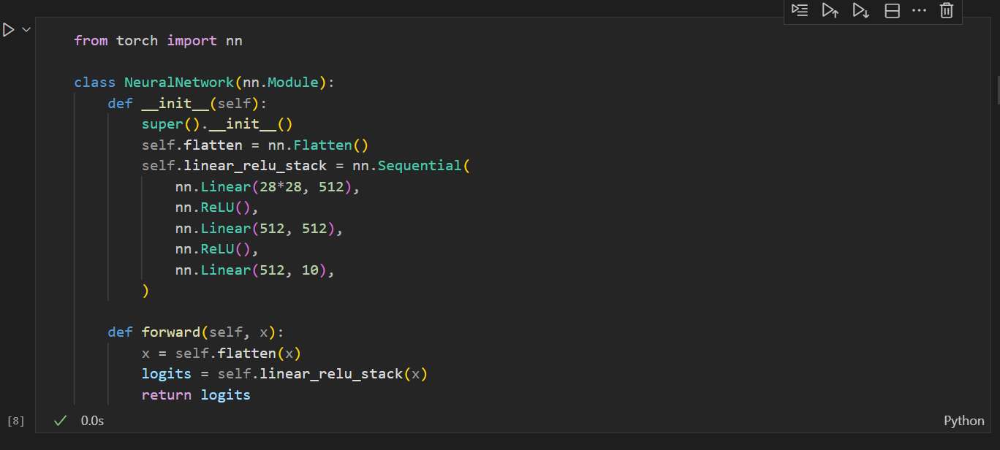 from torch import nn

class NeuralNetwork(nn.Module):
    def __init__(self):
        super().__init__()
        self.flatten = nn.Flatten()
        self.linear_relu_stack = nn.Sequential(
            nn.Linear(28*28, 512),
            nn.ReLU(),
            nn.Linear(512, 512),
            nn.ReLU(),
            nn.Linear(512, 10),
        )

    def forward(self, x):
        x = self.flatten(x)
        logits = self.linear_relu_stack(x)
        return logits
[8] 0.0s Python